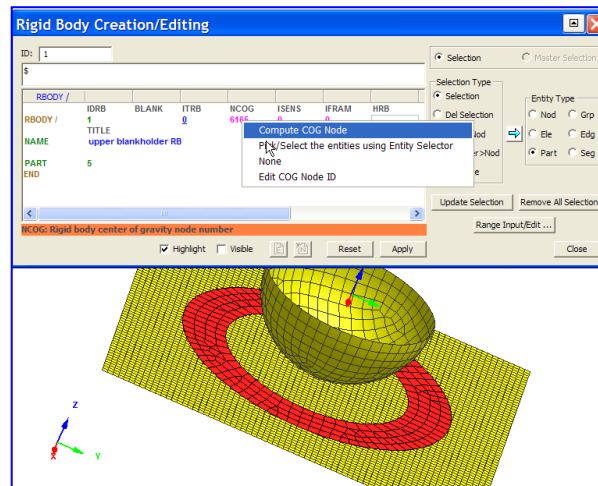 Rigid Body Creation/Editing
ID: 1
$
Selection Master Selection
Selection Type
Selection
Del Selection
Entity Type
Nod Grp
Ele Edg
Part Seg
RBODY /
IDRB BLANK ITRB NCOG ISENS IFRAM HRB
RBODY / 1 0 6166
TITLE
NAME upper blankholder RB
PART 5
END
Compute COG Node
Pick/Select the entities using Entity Selector
None
Edit COG Node ID
Nod
er>Nod
e
Update Selection Remove All Selection
NCOG: Rigid body center of gravity node number
Range Input/Edit ...
Highlight Visible Reset Apply Close
Z
X Y